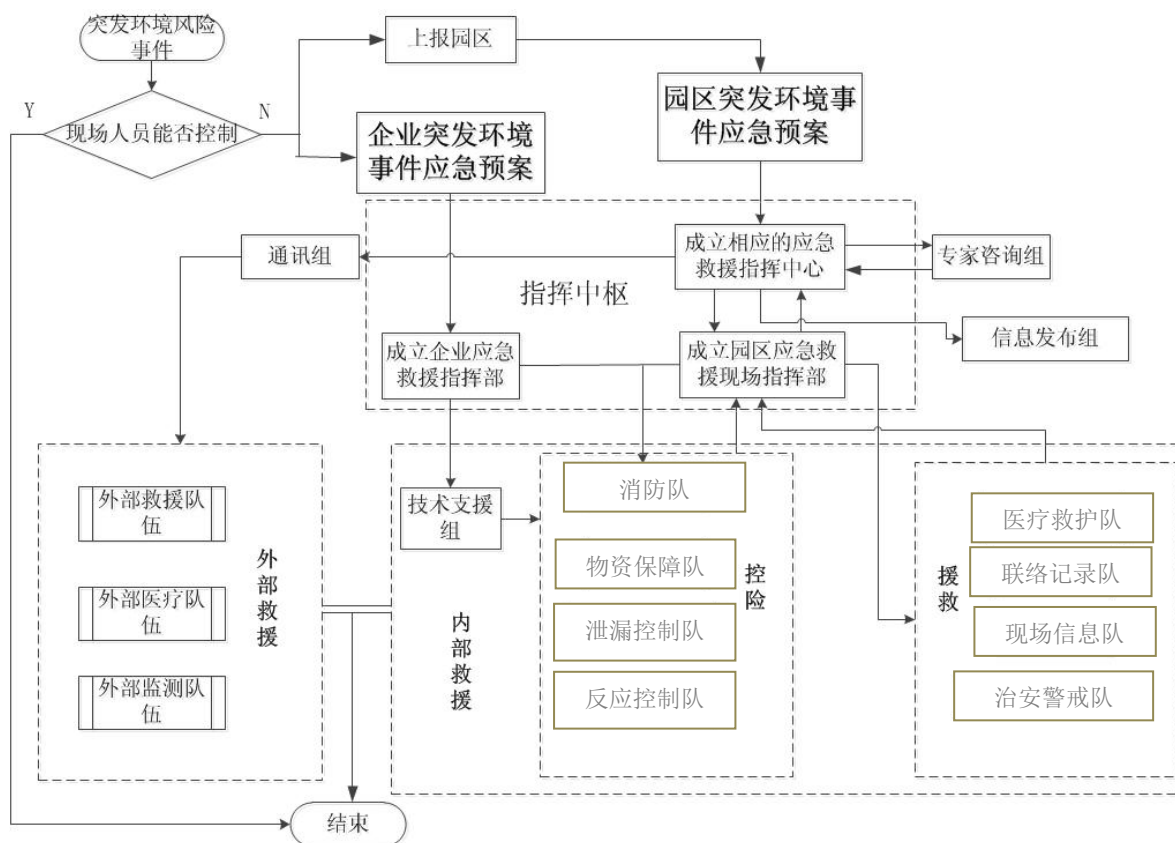 突发环境风险
事件
上报园区
Y
N
现场人员能否控制
企业突发环境
事件应急预案
园区突发环境事
件应急预案
通讯组
成立相应的应急
救援指挥中心
专家咨询组
指挥中枢
信息发布组
成立企业应急
救援指挥部
成立园区应急救
援现场指挥部
外部救援队
伍
外部医疗队
伍
外部监测队
伍
外部救援
技术支援
组
内部救援
消防队
物资保障队
泄漏控制队
反应控制队
控险
援救
医疗救护队
联络记录队
现场信息队
治安警戒队
结束